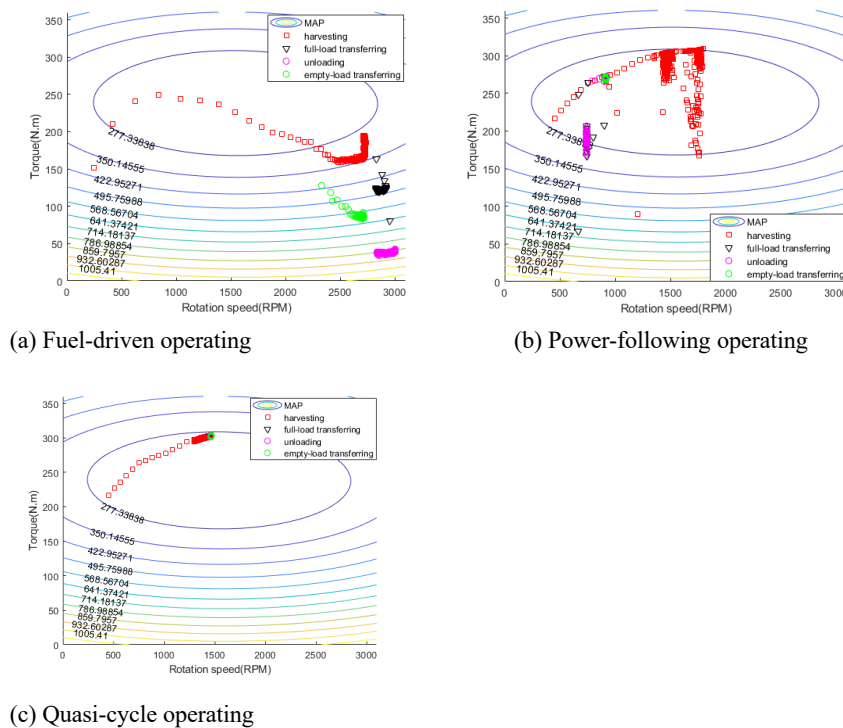 350
300
250
200
150
100
50
0
Torque(N.m)
0 500 1000 1500 2000 2500 3000
Rotation speed(RPM)
MAP
harvesting
full-load transferring
unloading
empty-load transferring
277.33838
350.14555
422.95271
495.75988
568.56704
641.37421
714.18137
786.98854
859.7957
932.60287
1005.41
(a) Fuel-driven operating
350
300
250
200
150
100
50
0
Torque(N.m)
0 500 1000 1500 2000 2500 3000
Rotation speed(RPM)
277.33838
350.14555
422.95271
495.75988
568.56704
641.37421
714.18137
786.98854
859.7957
932.60287
1005.41
MAP
harvesting
full-load transferring
unloading
empty-load transferring
(b) Power-following operating
350
300
250
200
150
100
50
0
Torque(N.m)
0 500 1000 1500 2000 2500 3000
Rotation speed(RPM)
MAP
harvesting
full-load transferring
unloading
empty-load transferring
277.33838
350.14555
422.95271
495.75988
568.56704
641.37421
714.18137
786.98854
859.7957
932.60287
1005.41
(c) Quasi-cycle operating